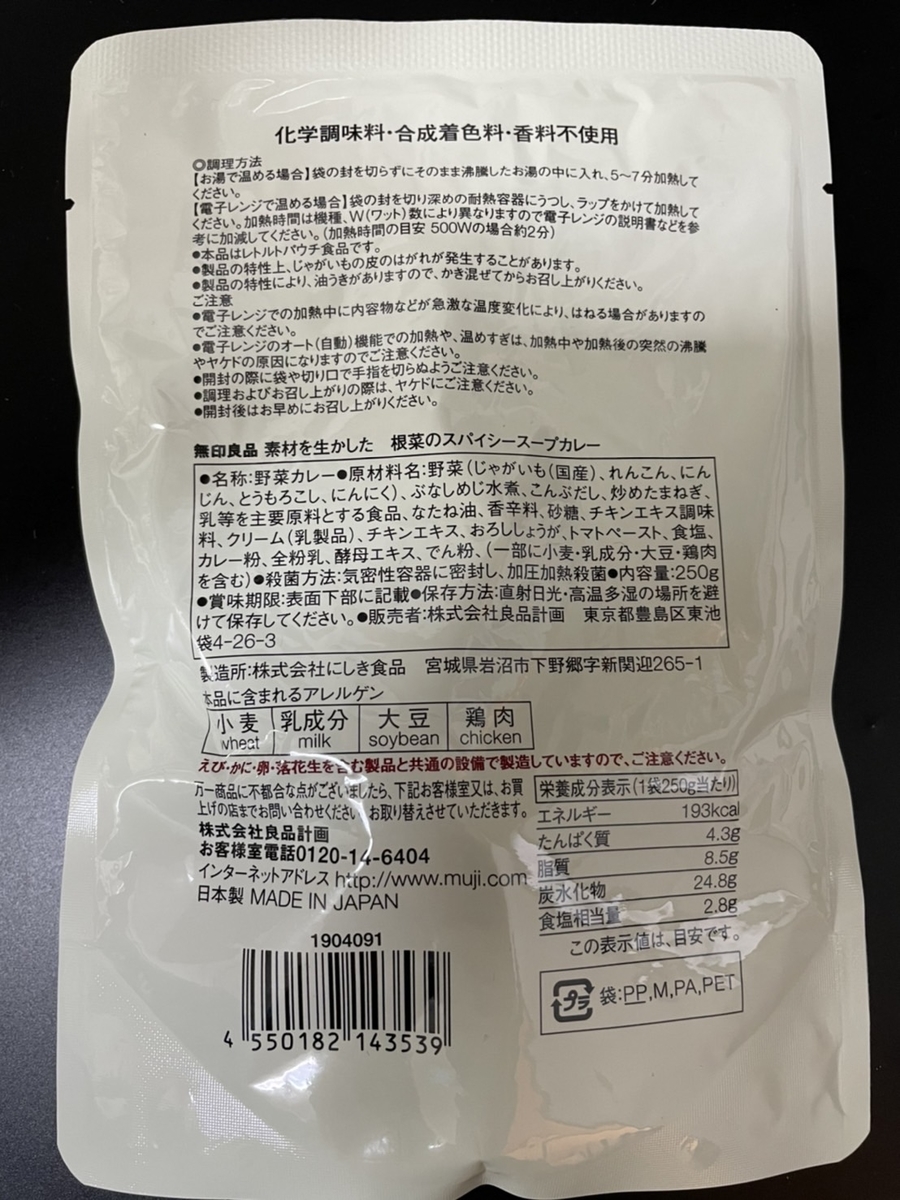 化学調味料・合成着色料・香料不使用
◎調理方法
【お湯で温める場合】袋の封を切らずにそのまま沸騰したお湯の中に入れ、5〜7分加熱して
ください。
【電子レンジで温める場合】袋の封を切り深めの耐熱容器にうつし、ラップをかけて加熱して
ください。加熱時間は機種、W(ワット)数により異なりますので電子レンジの説明書などを参
考に加減してください。(加熱時間の目安 500Wの場合約2分)
●本品はレトルトパウチ食品です。
●製品の特性上、じゃがいもの皮のはがれが発生することがあります。
●製品の特性により、油うきがありますので、かき混ぜてからお召し上がりください。
ご注意
●電子レンジでの加熱中に内容物などが急激な温度変化により、はねる場合がありますの
でご注意ください。
●電子レンジのオート(自動)機能での加熱や、温めすぎは、加熱中や加熱後の突然の沸騰
やヤケドの原因になりますのでご注意ください。
●開封の際に袋や切り口で手指を切らぬようご注意ください。
●調理およびお召し上がりの際は、ヤケドにご注意ください。
●開封後はお早めにお召し上がりください。
無印良品 素材を生かした 根菜のスパイシースープカレー
●名称:野菜カレー●原材料名:野菜(じゃがいも(国産)、れんこん、にん
じん、とうもろこし、にんにく)、ぶなしめじ水煮、こんぶだし、炒めたまねぎ、
乳等を主要原料とする食品、なたね油、香辛料、砂糖、チキンエキス調味
料、クリーム(乳製品)、チキンエキス、おろししょうが、トマトペースト、食塩、
カレー粉、全粉乳、酵母エキス、でん粉、(一部に小麦・乳成分・大豆・鶏肉
を含む)●殺菌方法:気密性容器に密封し、加圧加熱殺菌●内容量:250g
●賞味期限:表面下部に記載●保存方法:直射日光・高温多湿の場所を避
けて保存してください。●販売者:株式会社良品計画 東京都豊島区東池
袋4-26-3
製造所:株式会社にしき食品 宮城県岩沼市下野郷字新関迎265-1
本品に含まれるアレルゲン
小麦 乳成分 大豆 鶏肉
wheat milk soybean chicken
えび・かに・卵・落花生を含む製品と共通の設備で製造していますので、ご注意ください。
万一商品に不都合な点がございましたら、下記お客様室又は、お買
上げの店までお問い合わせください。お取り替えさせていただきます。
株式会社良品計画
お客様室電話0120-14-6404
インターネットアドレス http://www.muji.com
日本製 MADE IN JAPAN
栄養成分表示(1袋250g当たり)
エネルギー 193kcal
たんぱく質 4.3g
脂質 8.5g
炭水化物 24.8g
食塩相当量 2.8g
この表示値は、目安です。
プラ 袋:PP,M,PA,PET
1904091
4 550182 143539